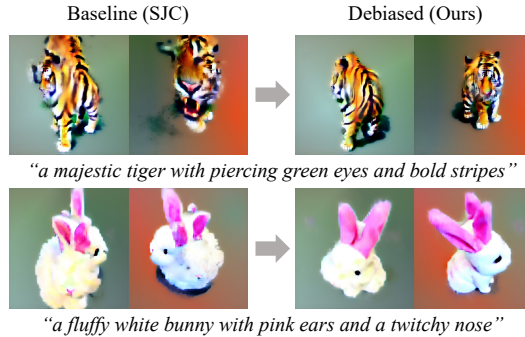 Baseline (SJC) Debiased (Ours)
“a majestic tiger with piercing green eyes and bold stripes”
“a fluffy white bunny with pink ears and a twitchy nose”